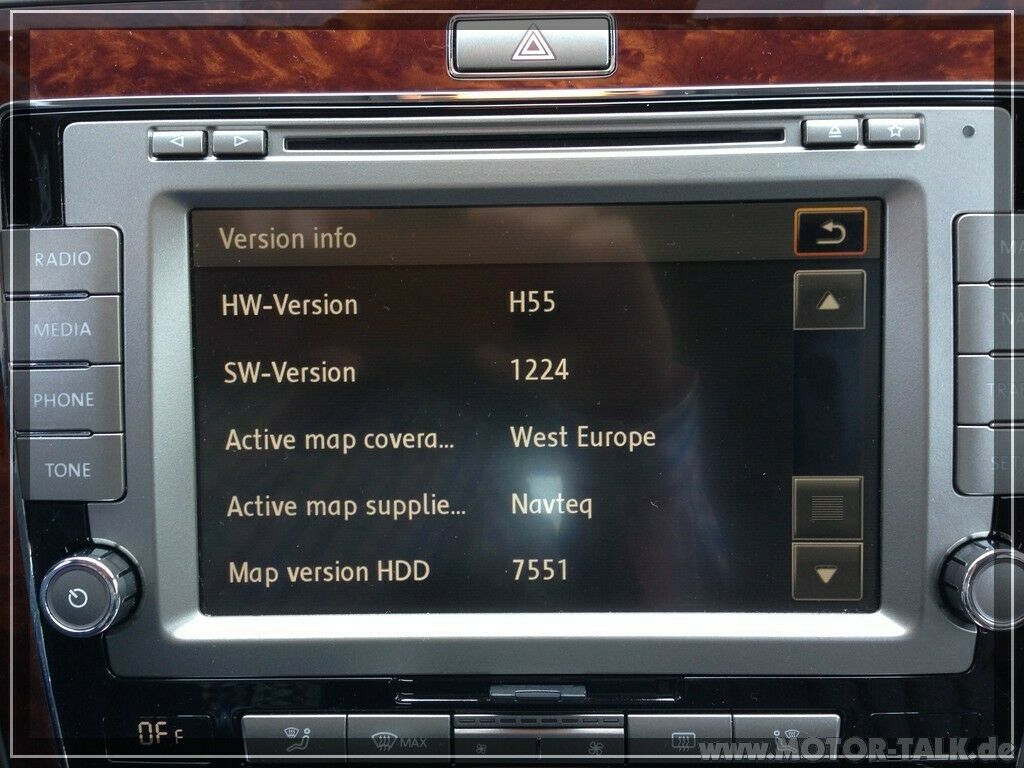 Version info
HW-Version H55
SW-Version 1224
Active map covera... West Europe
Active map supplie... Navteq
Map version HDD 7551
RADIO
MEDIA
PHONE
TONE
OFF
MAX
www.MOTOR-TALK.de